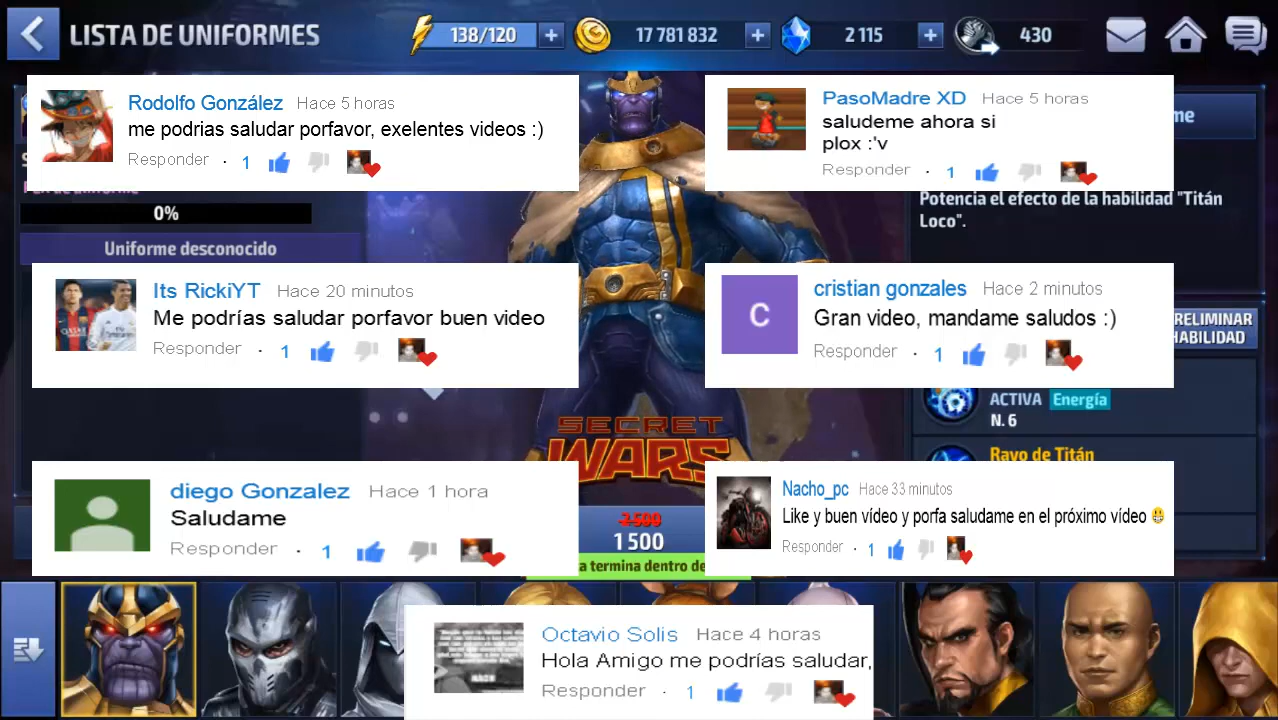 LISTA DE UNIFORMES
138/120
17 781 832
2 115
430
Rodolfo González Hace 5 horas
me podrias saludar porfavor, exelentes videos :)
Responder · 1
PasoMadre XD Hace 5 horas
saludeme ahora si
plox :'v
Responder · 1
me
0%
Uniforme desconocido
Potencia el efecto de la habilidad "Titán
Loco".
Its RickiYT Hace 20 minutos
Me podrías saludar porfavor buen video
Responder · 1
C
cristian gonzales Hace 2 minutos
Gran video, mandame saludos :)
Responder · 1
RELIMINAR
HABILIDAD
ACTIVA Energía
N. 6
Rayo de Titán
SECRET
WARS
diego Gonzalez Hace 1 hora
Saludame
Responder · 1
2 500
1 500
a termina dentro de
Nacho_pc Hace 33 minutos
Like y buen vídeo y porfa saludame en el próximo vídeo 😀
Responder · 1
Octavio Solis Hace 4 horas
Hola Amigo me podrías saludar,
Responder · 1